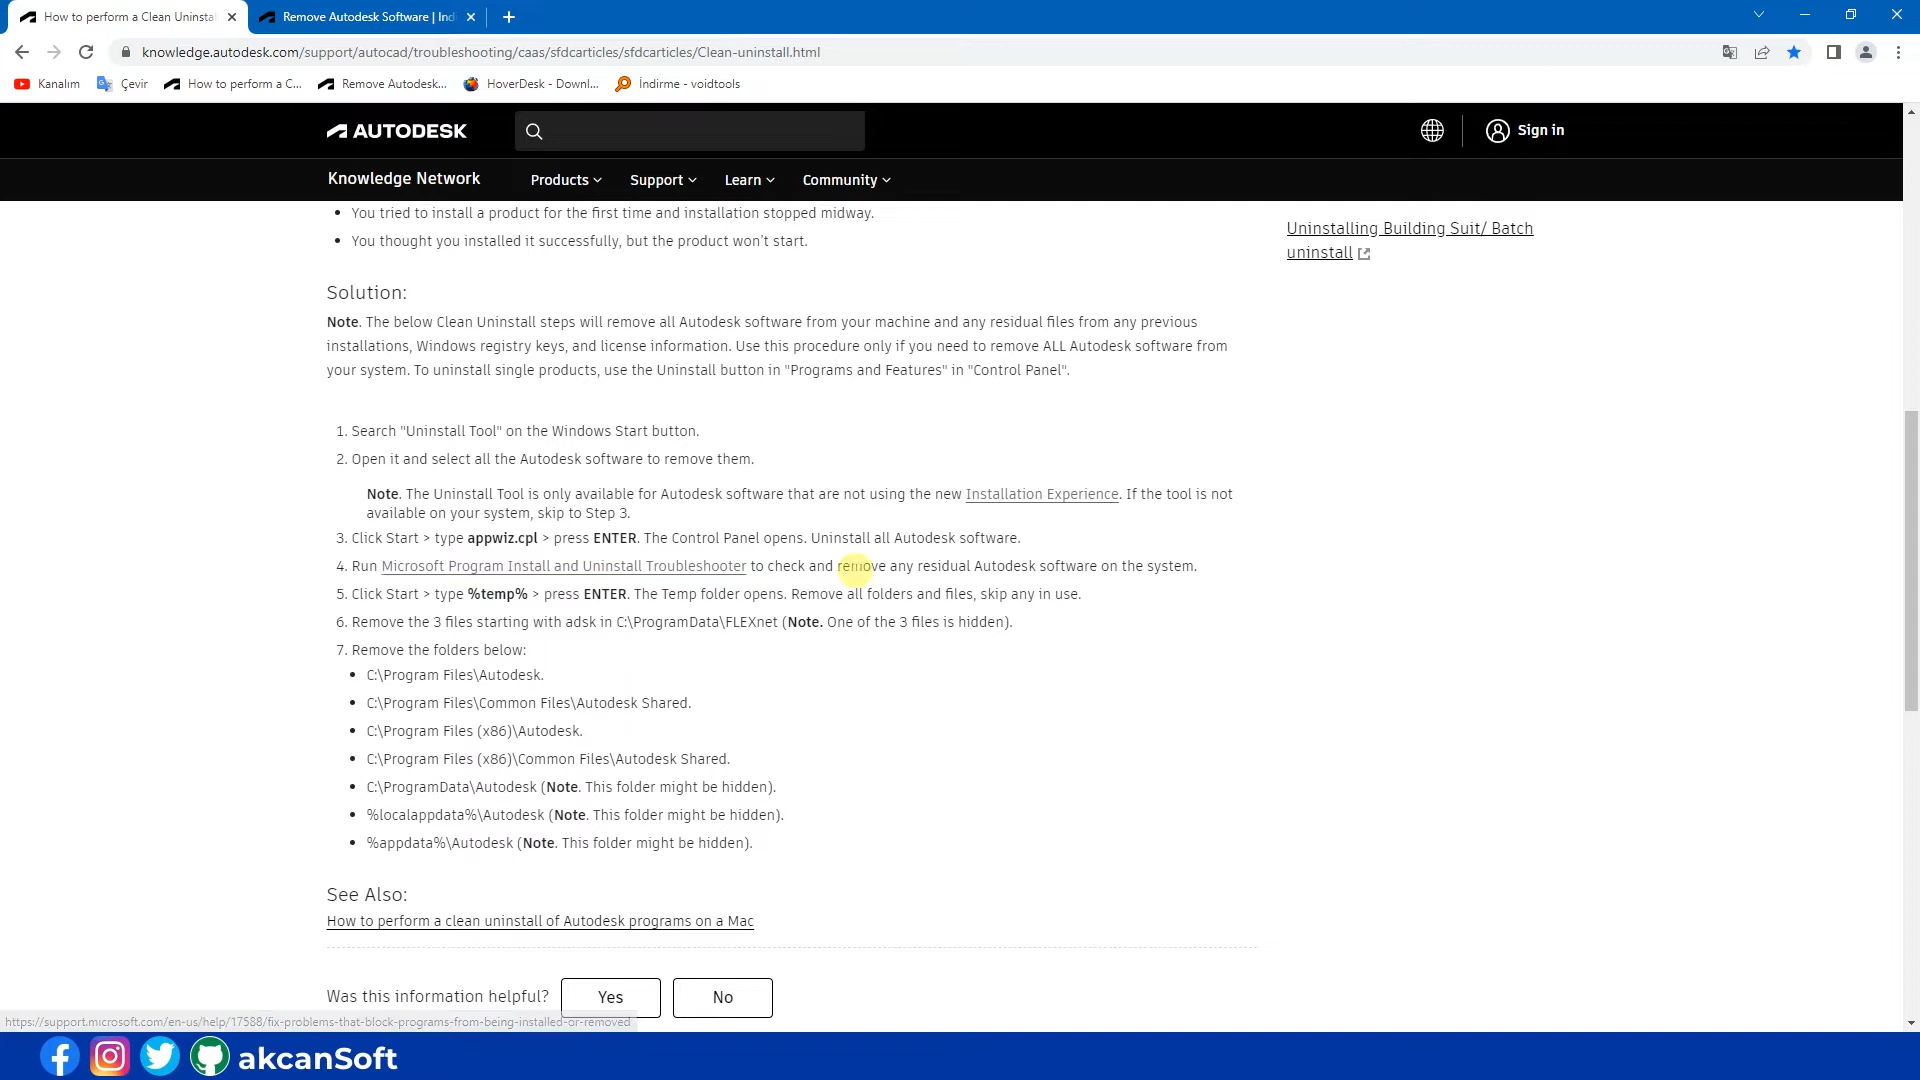 How to perform a Clean Uninstal
Remove Autodesk Software | Ind
knowledge.autodesk.com/support/autocad/troubleshooting/caas/sfdcarticles/sfdcarticles/Clean-uninstall.html
Kanalım
Çevir
How to perform a C...
Remove Autodesk...
HoverDesk - Downl...
İndirme - voidtools
AUTODESK
Sign in
Knowledge Network
Products
Support
Learn
Community
• You tried to install a product for the first time and installation stopped midway.
• You thought you installed it successfully, but the product won't start.
Uninstalling Building Suit/ Batch
uninstall
Solution:
Note. The below Clean Uninstall steps will remove all Autodesk software from your machine and any residual files from any previous
installations, Windows registry keys, and license information. Use this procedure only if you need to remove ALL Autodesk software from
your system. To uninstall single products, use the Uninstall button in "Programs and Features" in "Control Panel".
1. Search "Uninstall Tool" on the Windows Start button.
2. Open it and select all the Autodesk software to remove them.
Note. The Uninstall Tool is only available for Autodesk software that are not using the new Installation Experience. If the tool is not
available on your system, skip to Step 3.
3. Click Start > type appwiz.cpl > press ENTER. The Control Panel opens. Uninstall all Autodesk software.
4. Run Microsoft Program Install and Uninstall Troubleshooter to check and remove any residual Autodesk software on the system.
5. Click Start > type %temp% > press ENTER. The Temp folder opens. Remove all folders and files, skip any in use.
6. Remove the 3 files starting with adsk in C:\ProgramData\FLEXnet (Note. One of the 3 files is hidden).
7. Remove the folders below:
• C:\Program Files\Autodesk.
• C:\Program Files\Common Files\Autodesk Shared.
• C:\Program Files (x86)\Autodesk.
• C:\Program Files (x86)\Common Files\Autodesk Shared.
• C:\ProgramData\Autodesk (Note. This folder might be hidden).
• %localappdata%\Autodesk (Note. This folder might be hidden).
• %appdata%\Autodesk (Note. This folder might be hidden).
See Also:
How to perform a clean uninstall of Autodesk programs on a Mac
Was this information helpful?
Yes
No
https://support.microsoft.com/en-us/help/17588/fix-problems-that-block-programs-from-being-installed-or-removed
akcanSoft